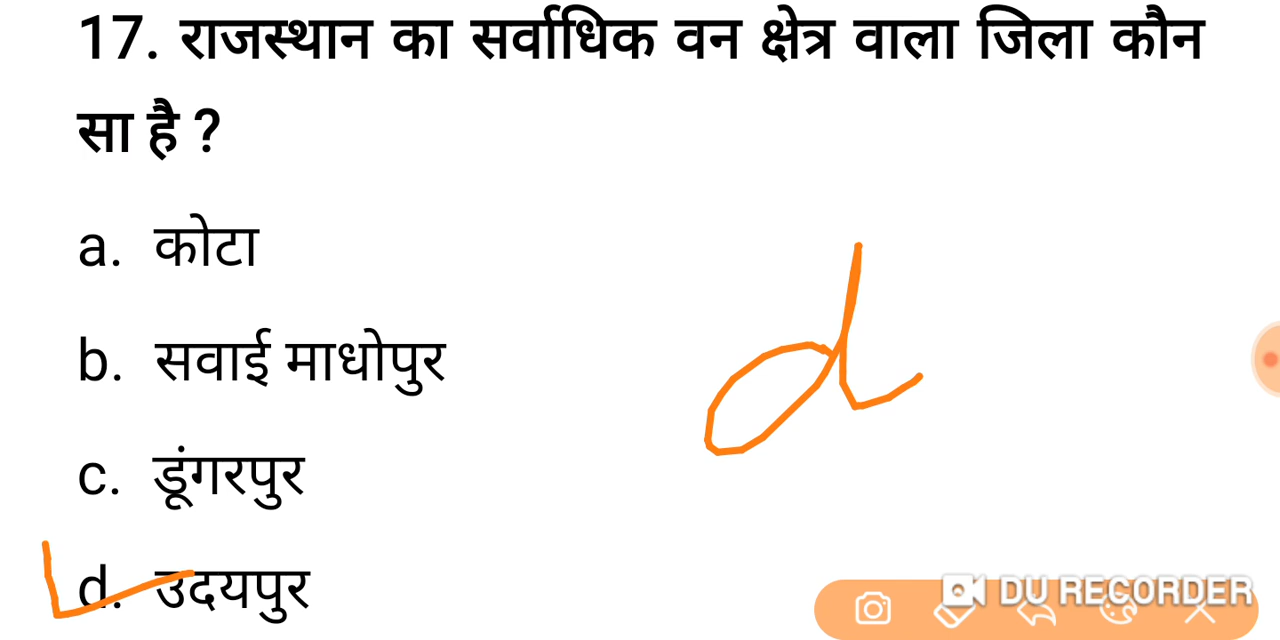 17. राजस्थान का सर्वाधिक वन क्षेत्र वाला जिला कौन
सा है ?
a. कोटा
b. सवाई माधोपुर
d
c. डूंगरपुर
d. उदयपुर
DU RECORDER